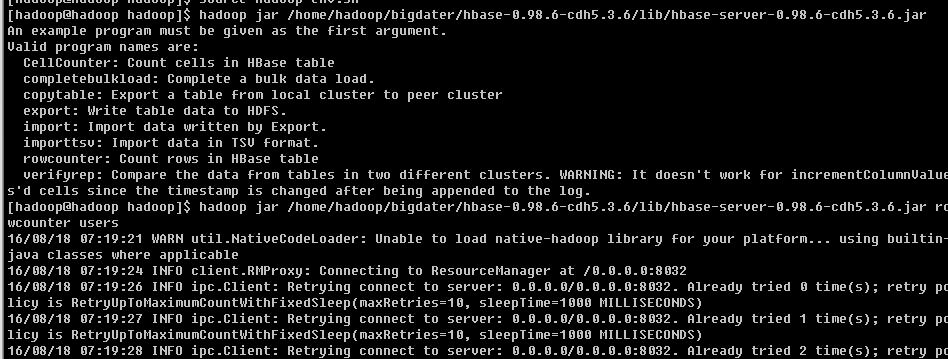 [hadoop@hadoop hadoop]$ source hadoop-env.sh
[hadoop@hadoop hadoop]$ hadoop jar /home/hadoop/bigdater/hbase-0.98.6-cdh5.3.6/lib/hbase-server-0.98.6-cdh5.3.6.jar
An example program must be given as the first argument.
Valid program names are:
  CellCounter: Count cells in HBase table
  completebulkload: Complete a bulk data load.
  copytable: Export a table from local cluster to peer cluster
  export: Write table data to HDFS.
  import: Import data written by Export.
  importtsv: Import data in TSV format.
  rowcounter: Count rows in HBase table
  verifyrep: Compare the data from tables in two different clusters. WARNING: It doesn't work for incrementColumnValue
s'd cells since the timestamp is changed after being appended to the log.
[hadoop@hadoop hadoop]$ hadoop jar /home/hadoop/bigdater/hbase-0.98.6-cdh5.3.6/lib/hbase-server-0.98.6-cdh5.3.6.jar ro
wcounter users
16/08/18 07:19:21 WARN util.NativeCodeLoader: Unable to load native-hadoop library for your platform... using builtin-
java classes where applicable
16/08/18 07:19:24 INFO client.RMProxy: Connecting to ResourceManager at /0.0.0.0:8032
16/08/18 07:19:26 INFO ipc.Client: Retrying connect to server: 0.0.0.0/0.0.0.0:8032. Already tried 0 time(s); retry po
licy is RetryUpToMaximumCountWithFixedSleep(maxRetries=10, sleepTime=1000 MILLISECONDS)
16/08/18 07:19:27 INFO ipc.Client: Retrying connect to server: 0.0.0.0/0.0.0.0:8032. Already tried 1 time(s); retry po
licy is RetryUpToMaximumCountWithFixedSleep(maxRetries=10, sleepTime=1000 MILLISECONDS)
16/08/18 07:19:28 INFO ipc.Client: Retrying connect to server: 0.0.0.0/0.0.0.0:8032. Already tried 2 time(s); retry po